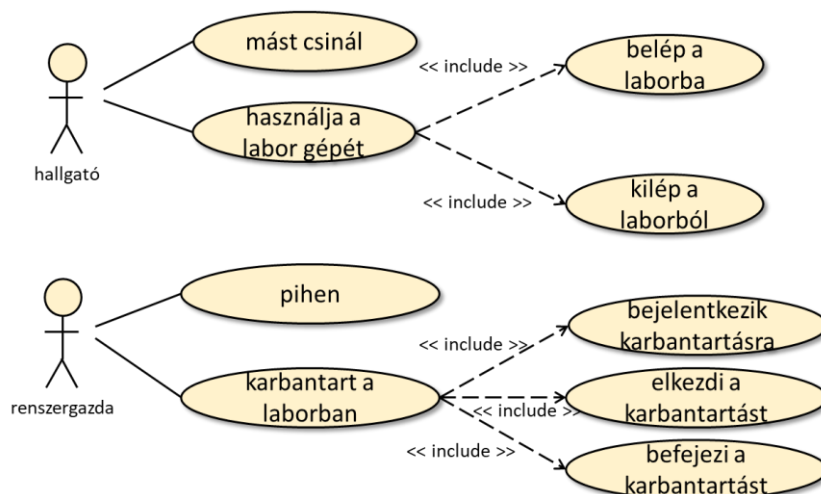 mást csinál
<< include >>
belép a
laborba
használja a
labor gépét
hallgató
<< include >>
kilép a
laborból
pihen
bejelentkezik
karbantartásra
<< include >>
renszergazda
karbantart a
laborban
elkezdi a
karbantartást
<< include >>
<< include >>
befejezi a
karbantartást